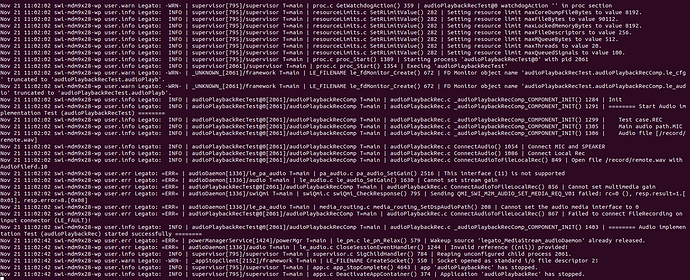 Nov 21 11:02:02 swi-mdm9x28-wp user.warn Legato: -WRN- | supervisor[795]/supervisor T=main | proc.c GetWatchdogAction() 359 | audioPlaybackRecTest@0 watchdogAction '' in proc section
Nov 21 11:02:02 swi-mdm9x28-wp user.info Legato: INFO | supervisor[795]/supervisor T=main | resourceLimits.c SetRLimitValue() 282 | Setting resource limit maxCoreDumpFileBytes to value 8192.
Nov 21 11:02:02 swi-mdm9x28-wp user.info Legato: INFO | supervisor[795]/supervisor T=main | resourceLimits.c SetRLimitValue() 282 | Setting resource limit maxFileBytes to value 90112.
Nov 21 11:02:02 swi-mdm9x28-wp user.info Legato: INFO | supervisor[795]/supervisor T=main | resourceLimits.c SetRLimitValue() 282 | Setting resource limit maxLockedMemoryBytes to value 8192.
Nov 21 11:02:02 swi-mdm9x28-wp user.info Legato: INFO | supervisor[795]/supervisor T=main | resourceLimits.c SetRLimitValue() 282 | Setting resource limit maxFileDescriptors to value 256.
Nov 21 11:02:02 swi-mdm9x28-wp user.info Legato: INFO | supervisor[795]/supervisor T=main | resourceLimits.c SetRLimitValue() 282 | Setting resource limit maxMQueueBytes to value 512.
Nov 21 11:02:02 swi-mdm9x28-wp user.info Legato: INFO | supervisor[795]/supervisor T=main | resourceLimits.c SetRLimitValue() 282 | Setting resource limit maxThreads to value 20.
Nov 21 11:02:02 swi-mdm9x28-wp user.info Legato: INFO | supervisor[795]/supervisor T=main | resourceLimits.c SetRLimitValue() 282 | Setting resource limit maxQueuedSignals to value 100.
Nov 21 11:02:02 swi-mdm9x28-wp user.info Legato: INFO | supervisor[795]/supervisor T=main | proc.c proc_Start() 1389 | Starting process 'audioPlaybackRecTest@0' with pid 2061
Nov 21 11:02:02 swi-mdm9x28-wp user.info Legato: INFO | supervisor[795]/supervisor T=main | proc.c proc_Start() 1354 | Execing 'audioPlaybackRecTest'
Nov 21 11:02:02 swi-mdm9x28-wp user.warn Legato: -WRN- | _UNKNOWN_[2061]/framework T=main | LE_FILENAME le_fdMonitor_Create() 672 | FD Monitor object name 'audioPlaybackRecTest.audioPlaybackRecComp.le_cfg
' truncated to 'audioPlaybackRecTest.audioPlayb'.
Nov 21 11:02:02 swi-mdm9x28-wp user.warn Legato: -WRN- | _UNKNOWN_[2061]/framework T=main | LE_FILENAME le_fdMonitor_Create() 672 | FD Monitor object name 'audioPlaybackRecTest.audioPlaybackRecComp.le_aud
io' truncated to 'audioPlaybackRecTest.audioPlayb'.
Nov 21 11:02:02 swi-mdm9x28-wp user.info Legato: INFO | audioPlaybackRecTest@0[2061]/audioPlaybackRecComp T=main | audioPlaybackRec.c _audioPlaybackRecComp_COMPONENT_INIT() 1284 | Init
Nov 21 11:02:02 swi-mdm9x28-wp user.info Legato: INFO | audioPlaybackRecTest@0[2061]/audioPlaybackRecComp T=main | audioPlaybackRec.c _audioPlaybackRecComp_COMPONENT_INIT() 1291 | ======== Start Audio im
plementation Test (audioPlaybackRecTest) ========
Nov 21 11:02:02 swi-mdm9x28-wp user.info Legato: INFO | audioPlaybackRecTest@0[2061]/audioPlaybackRecComp T=main | audioPlaybackRec.c _audioPlaybackRecComp_COMPONENT_INIT() 1299 | Test case.REC
Nov 21 11:02:02 swi-mdm9x28-wp user.info Legato: INFO | audioPlaybackRecTest@0[2061]/audioPlaybackRecComp T=main | audioPlaybackRec.c _audioPlaybackRecComp_COMPONENT_INIT() 1305 | Main audio path.MIC
Nov 21 11:02:02 swi-mdm9x28-wp user.info Legato: INFO | audioPlaybackRecTest@0[2061]/audioPlaybackRecComp T=main | audioPlaybackRec.c _audioPlaybackRecComp_COMPONENT_INIT() 1306 | Audio file [/record/
remote.wav]
Nov 21 11:02:02 swi-mdm9x28-wp user.info Legato: INFO | audioPlaybackRecTest@0[2061]/audioPlaybackRecComp T=main | audioPlaybackRec.c ConnectAudio() 1054 | Connect MIC and SPEAKER
Nov 21 11:02:02 swi-mdm9x28-wp user.info Legato: INFO | audioPlaybackRecTest@0[2061]/audioPlaybackRecComp T=main | audioPlaybackRec.c ConnectAudio() 1086 | Connect Local Rec
Nov 21 11:02:02 swi-mdm9x28-wp user.info Legato: INFO | audioPlaybackRecTest@0[2061]/audioPlaybackRecComp T=main | audioPlaybackRec.c ConnectAudioToFileLocalRec() 849 | Open file /record/remote.wav with
AudioFileFd.10
Nov 21 11:02:02 swi-mdm9x28-wp user.err Legato: =ERR= | audioDaemon[1336]/le_pa_audio T=main | pa_audio.c pa_audio_SetGain() 2516 | This interface (11) is not supported
Nov 21 11:02:02 swi-mdm9x28-wp user.err Legato: =ERR= | audioDaemon[1336]/audioDaemon T=main | le_audio.c le_audio_SetGain() 1630 | Cannot set stream gain
Nov 21 11:02:02 swi-mdm9x28-wp user.err Legato: =ERR= | audioPlaybackRecTest@0[2061]/audioPlaybackRecComp T=main | audioPlaybackRec.c ConnectAudioToFileLocalRec() 856 | Cannot set multimedia gain
Nov 21 11:02:02 swi-mdm9x28-wp user.err Legato: =ERR= | audioDaemon[1336]/swiQmi T=main | swiQmi.c swiQmi_CheckResponse() 795 | Sending QMI_SWI_M2M_AUDIO_SET_MEDIA_REQ_V01 failed: rc=0 (), resp.result=1.[
0x01], resp.error=8.[0x08]
Nov 21 11:02:02 swi-mdm9x28-wp user.err Legato: =ERR= | audioDaemon[1336]/le_pa_audio T=main | media_routing.c media_routing_SetDspAudioPath() 208 | Cannot set the audio media interface to 0
Nov 21 11:02:02 swi-mdm9x28-wp user.err Legato: =ERR= | audioPlaybackRecTest@0[2061]/audioPlaybackRecComp T=main | audioPlaybackRec.c ConnectAudioToFileLocalRec() 867 | Failed to connect FileRecording on
input connector (LE_FAULT)!
Nov 21 11:02:02 swi-mdm9x28-wp user.info Legato: INFO | audioPlaybackRecTest@0[2061]/audioPlaybackRecComp T=main | audioPlaybackRec.c _audioPlaybackRecComp_COMPONENT_INIT() 1403 | ======== Audio implemen
tation Test (audioPlaybackRec) started successfully ========
Nov 21 11:02:42 swi-mdm9x28-wp user.err Legato: =ERR= | powerManagerService[1424]/powerMgr T=main | le_pm.c le_pm_Relax() 579 | Wakeup source 'legato_MediaStream_audioDaemon' already released.
Nov 21 11:02:42 swi-mdm9x28-wp user.err Legato: =ERR= | audioDaemon[1336]/audioDaemon T=main | le_audio.c CloseSessionEventHandler() 1244 | Invalid reference ((nil)) provided!
Nov 21 11:02:42 swi-mdm9x28-wp user.info Legato: INFO | supervisor[795]/supervisor T=main | supervisor.c SigChildHandler() 784 | Reaping unconfigured child process 2061.
Nov 21 11:02:42 swi-mdm9x28-wp user.warn Legato: -WRN- | _appStopClient[2152]/framework T=main | LE_FILENAME fd_WarnStd() 550 | Socket opened as standard i/o file descriptor 2!
Nov 21 11:02:42 swi-mdm9x28-wp user.info Legato: INFO | supervisor[795]/supervisor T=main | app.c app_StopComplete() 4643 | app 'audioPlaybackRec' has stopped.
Nov 21 11:02:42 swi-mdm9x28-wp user.info Legato: INFO | supervisor[795]/supervisor T=main | apps.c DeactivateAppContainer() 374 | Application 'audioPlaybackRec' has stopped.